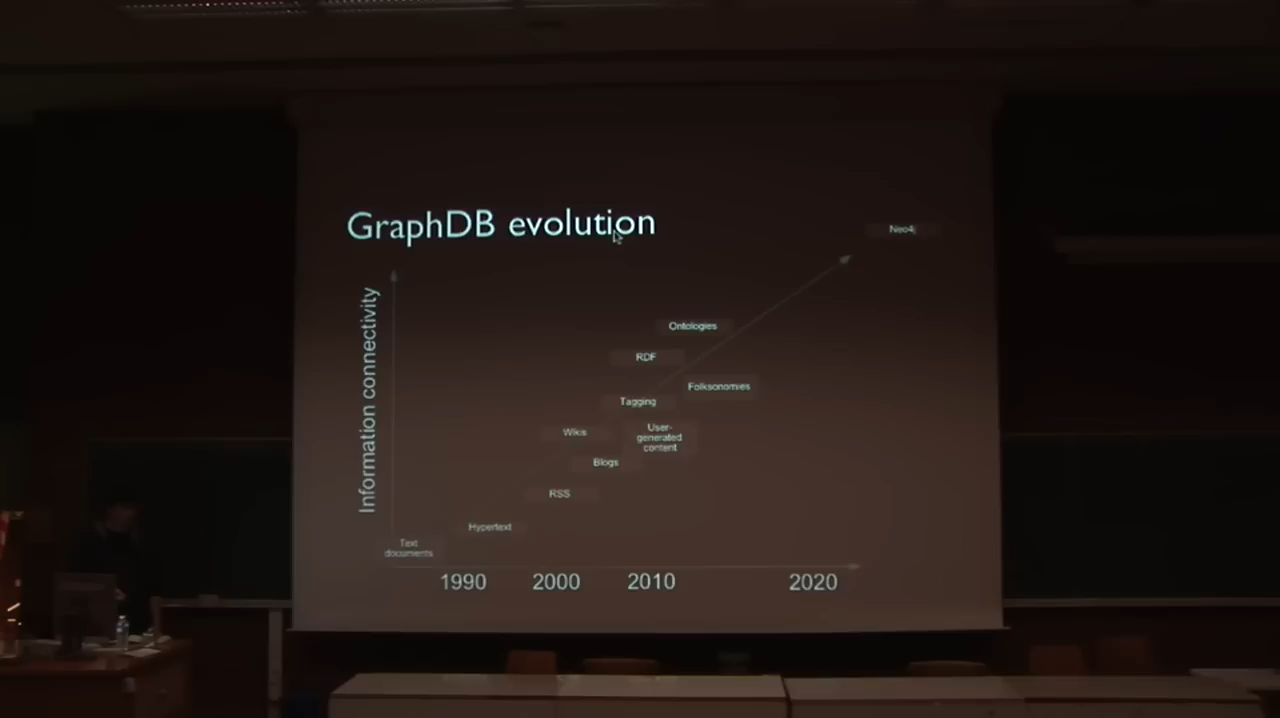 GraphDB evolution
Neo4j
Information connectivity
Ontologies
RDF
Folksonomies
Tagging
Wikis
User-
generated
content
Blogs
RSS
Hypertext
Text
documents
1990
2000
2010
2020